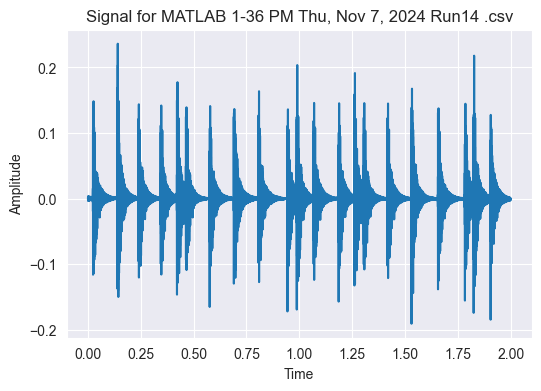 Signal for MATLAB 1-36 PM Thu, Nov 7, 2024 Run14 .csv
0.2
0.1
0.0
−0.1
−0.2
Amplitude
0.00 0.25 0.50 0.75 1.00 1.25 1.50 1.75 2.00
Time